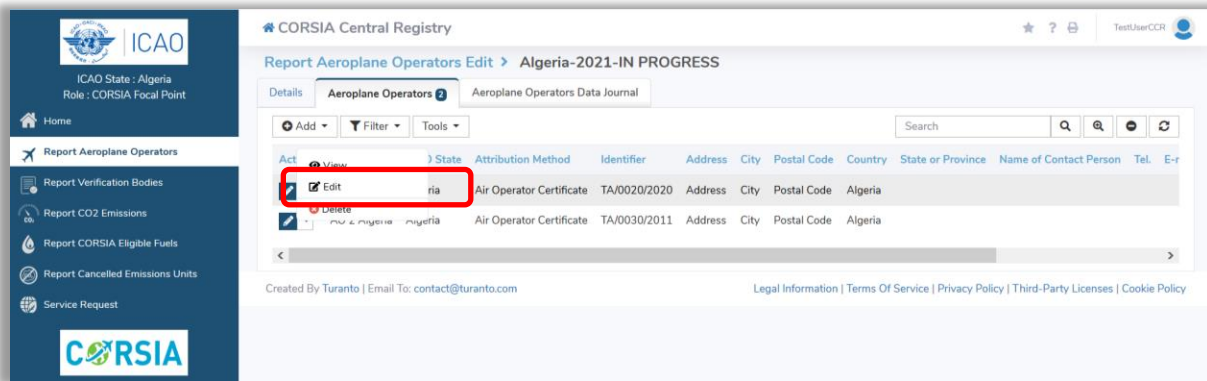 ICAO
ICAO State : Algeria
Role : CORSIA Focal Point
Home
Report Aeroplane Operators
Report Verification Bodies
Report CO2 Emissions
Report CORSIA Eligible Fuels
Report Cancelled Emissions Units
Service Request
CORSIA
CORSIA Central Registry
? TestUserCCR
Report Aeroplane Operators Edit > Algeria-2021-IN PROGRESS
Details Aeroplane Operators 2 Aeroplane Operators Data Journal
Add Filter Tools Search
Act State Attribution Method Identifier Address City Postal Code Country State or Province Name of Contact Person Tel. E-
View
Edit
Delete
ria Air Operator Certificate TA/0020/2020 Address City Postal Code Algeria
AO 2 Algeria Algeria Air Operator Certificate TA/0030/2011 Address City Postal Code Algeria
Created By Turanto | Email To: contact@turanto.com Legal Information | Terms Of Service | Privacy Policy | Third-Party Licenses | Cookie Policy